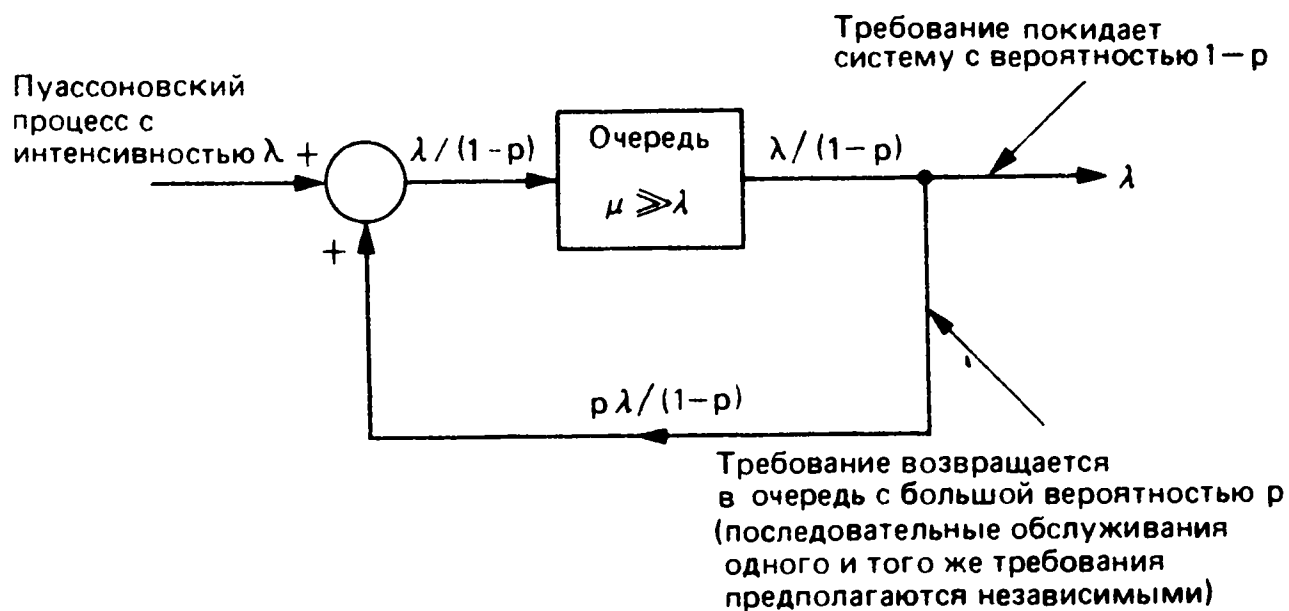 Требование покидает
систему с вероятностью 1 – p
Пуассоновский
процесс с
интенсивностью λ +
λ / (1 - p)
Очередь
μ ⩾ λ
λ / (1 – p)
λ
+
p λ / (1 – p)
Требование возвращается
в очередь с большой вероятностью p
(последовательные обслуживания
одного и того же требования
предполагаются независимыми)